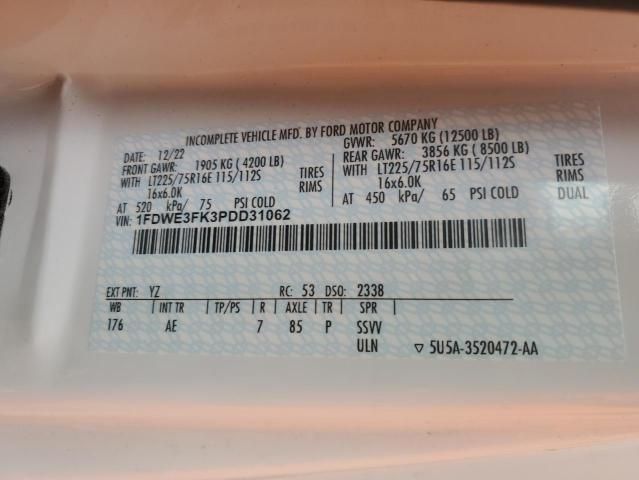 INCOMPLETE VEHICLE MFD. BY FORD MOTOR COMPANY
DATE: 12/22 GVWR: 5670 KG (12500 LB)
FRONT GAWR: 1905 KG (4200 LB) REAR GAWR: 3856 KG (8500 LB)
WITH LT225/75R16E 115/112S TIRES WITH LT225/75R16E 115/112S TIRES
16x6.0K RIMS 16x6.0K RIMS
AT 520 kPa/ 75 PSI COLD AT 450 kPa/ 65 PSI COLD DUAL
VIN: 1FDWE3FK3PDD31062
EXT PNT: YZ RC: 53 DSO: 2338
WB INT TR TP/PS R AXLE TR SPR
176 AE 7 85 P SSVV
ULN ▽ 5U5A-3520472-AA